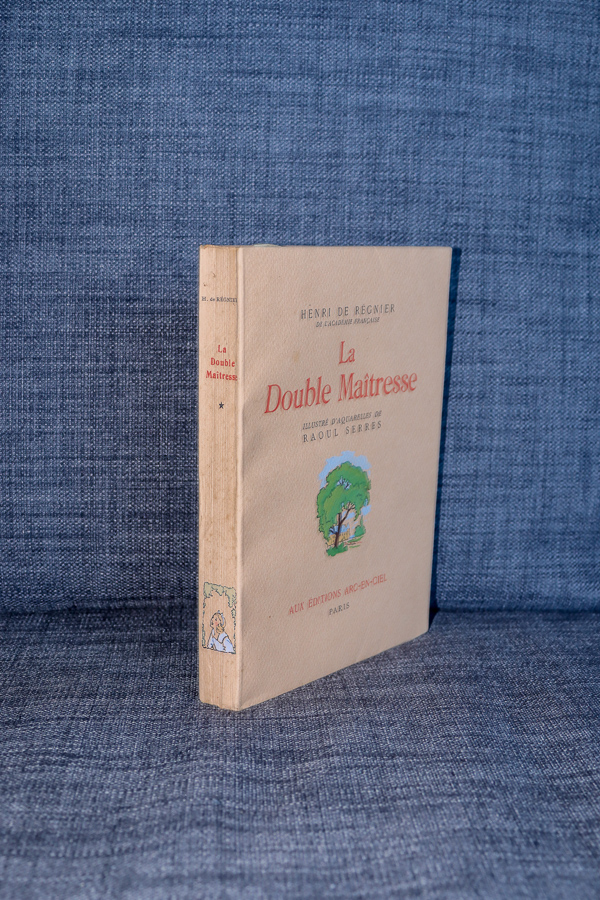 H. de RÉGNIER
La
Double
Maîtresse
★
HENRI DE RÉGNIER
DE L'ACADÉMIE FRANÇAISE
La
Double Maîtresse
ILLUSTRÉ D'AQUARELLES DE
RAOUL SERRES
AUX ÉDITIONS ARC-EN-CIEL
PARIS